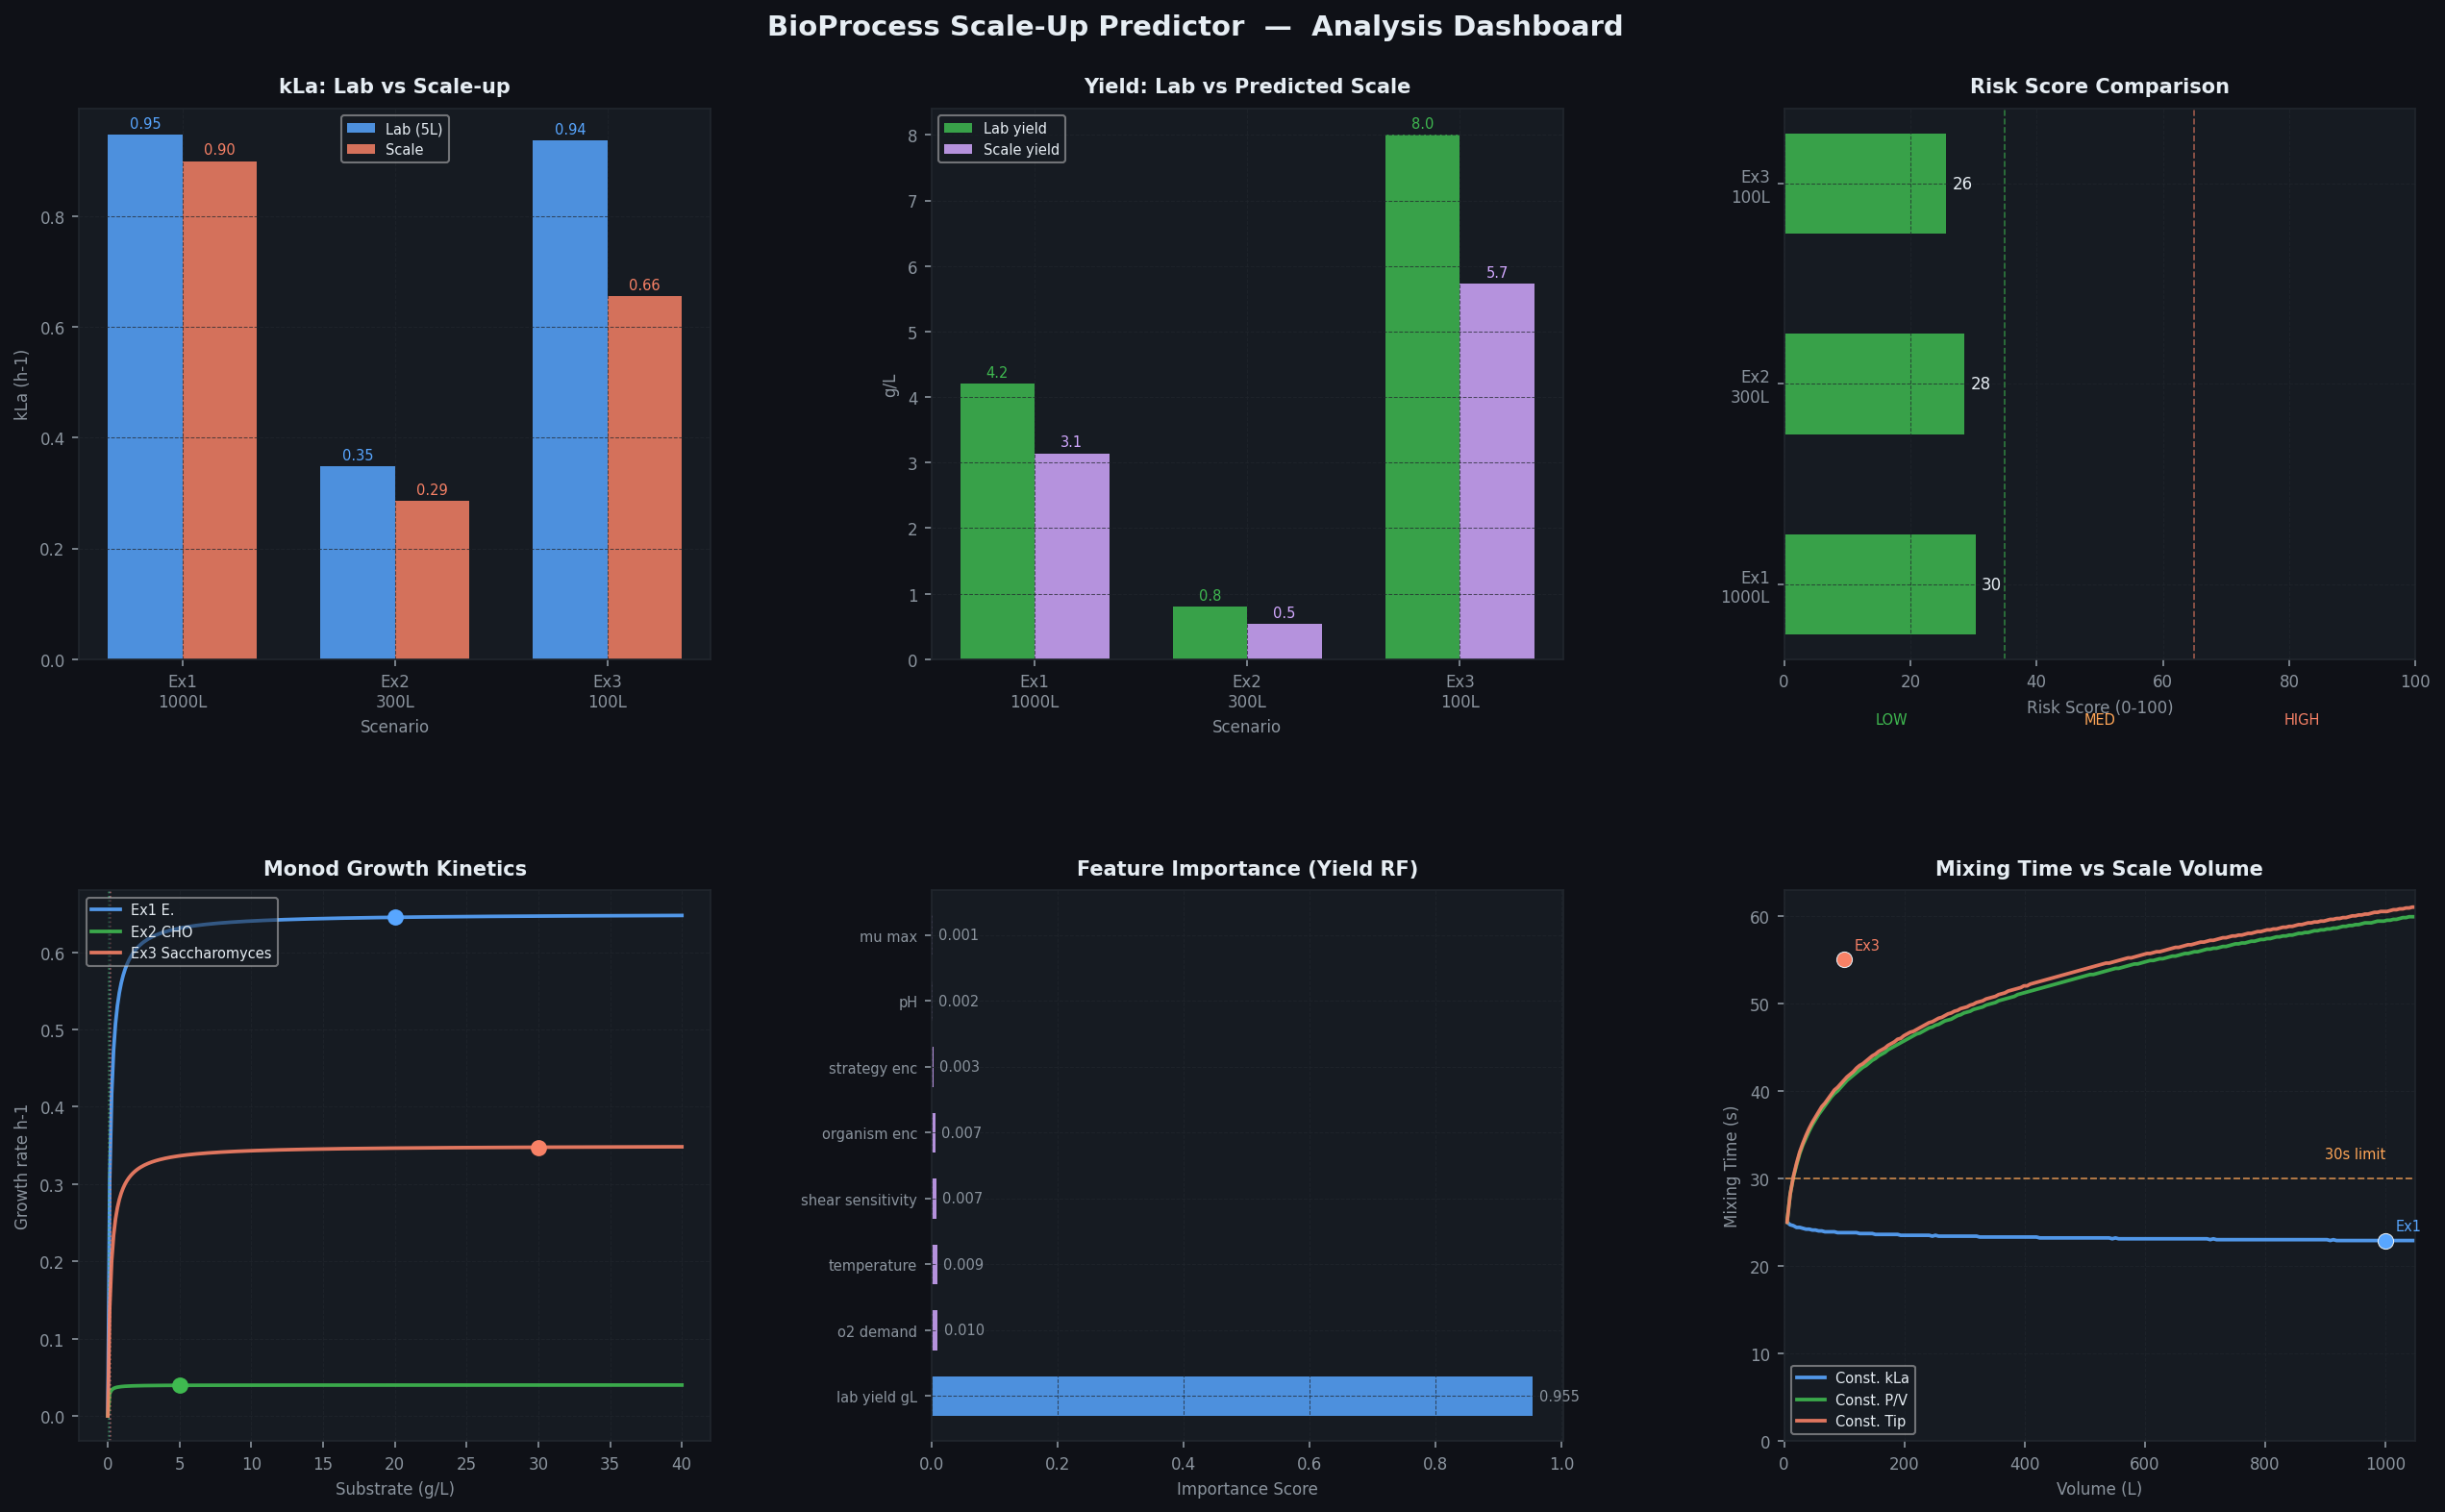 BioProcess Scale-Up Predictor — Analysis Dashboard
kLa: Lab vs Scale-up
Lab (5L)
Scale
0.95
0.90
0.35
0.29
0.94
0.66
kLa (h-1)
0.8
0.6
0.4
0.2
0.0
Ex1
1000L
Ex2
300L
Ex3
100L
Scenario
Yield: Lab vs Predicted Scale
Lab yield
Scale yield
4.2
3.1
0.8
0.5
8.0
5.7
g/L
8
7
6
5
4
3
2
1
0
Ex1
1000L
Ex2
300L
Ex3
100L
Scenario
Risk Score Comparison
Ex3
100L
26
Ex2
300L
28
Ex1
1000L
30
0 20 40 60 80 100
Risk Score (0-100)
LOW MED HIGH
Monod Growth Kinetics
Ex1 E.
Ex2 CHO
Ex3 Saccharomyces
Growth rate h-1
0.6
0.5
0.4
0.3
0.2
0.1
0.0
0 5 10 15 20 25 30 35 40
Substrate (g/L)
Feature Importance (Yield RF)
mu max 0.001
pH 0.002
strategy enc 0.003
organism enc 0.007
shear sensitivity 0.007
temperature 0.009
o2 demand 0.010
lab yield gL 0.955
0.0 0.2 0.4 0.6 0.8 1.0
Importance Score
Mixing Time vs Scale Volume
Ex3
30s limit
Ex1
Mixing Time (s)
60
50
40
30
20
10
0
Const. kLa
Const. P/V
Const. Tip
0 200 400 600 800 1000
Volume (L)